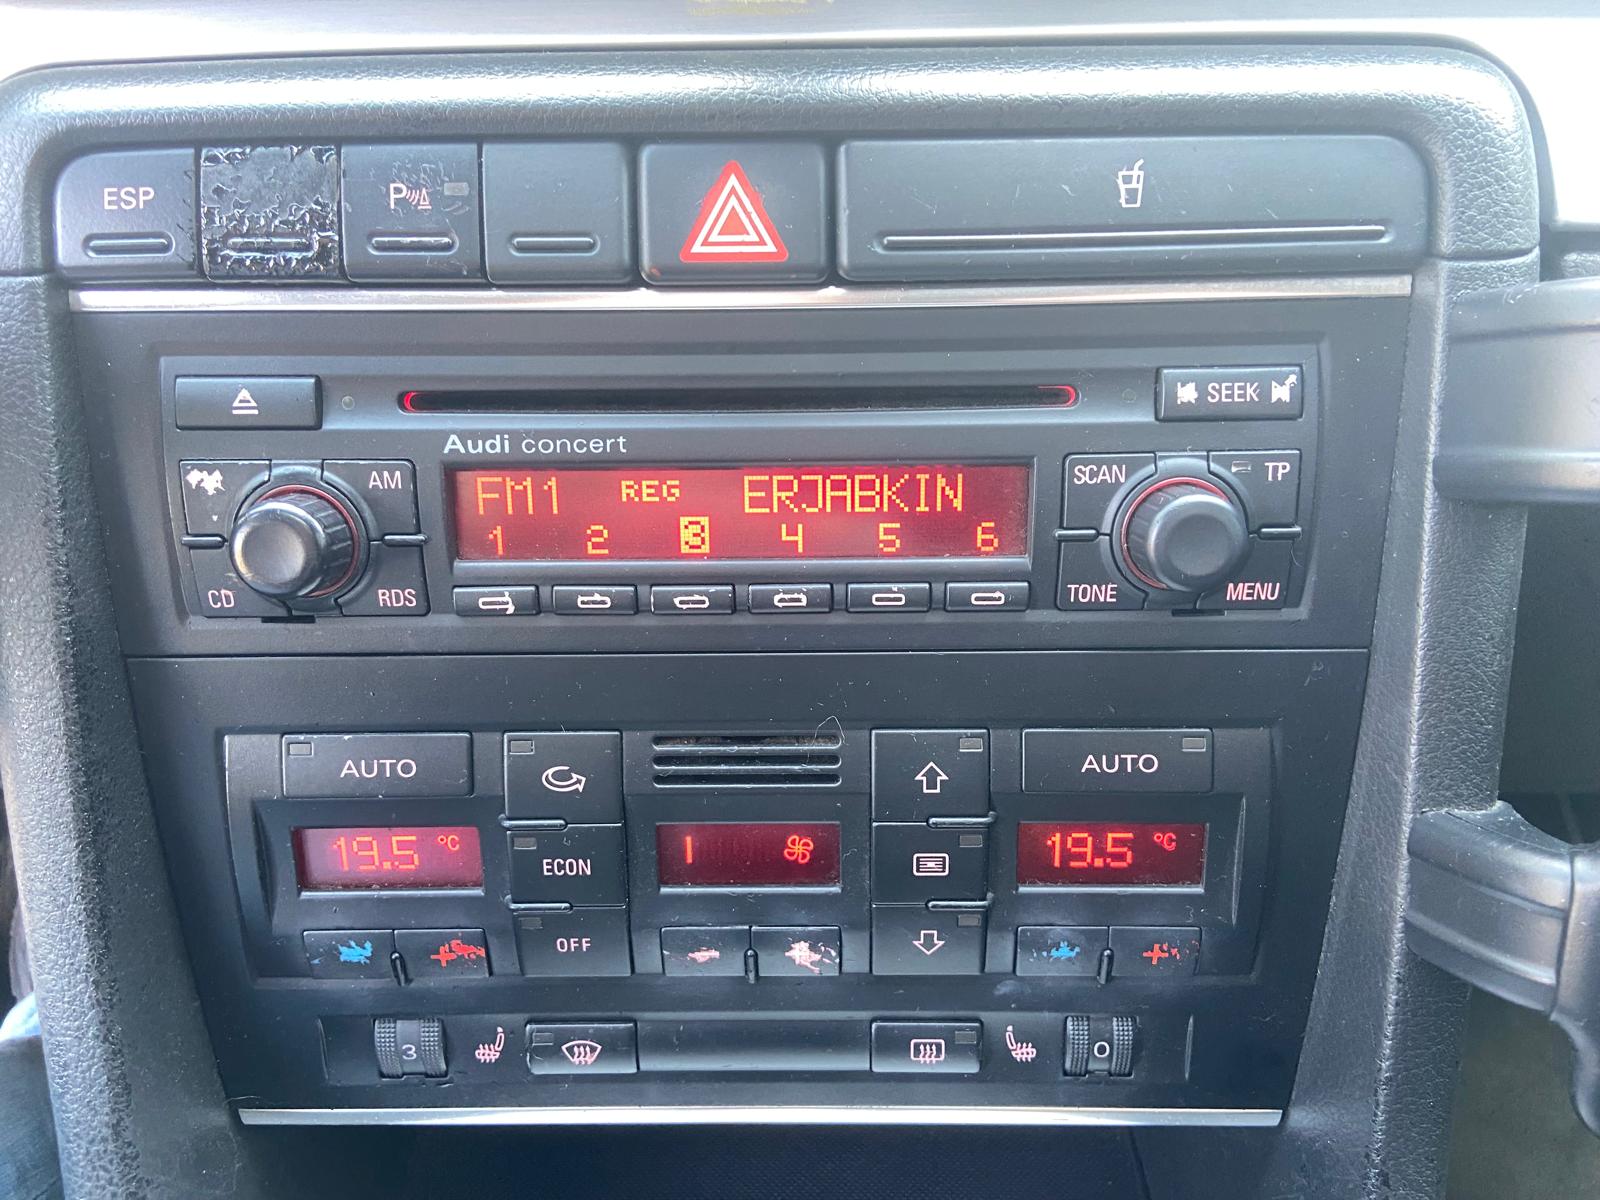 ESP
P
SEEK
Audi concert
AM
CD
RDS
FM1 REG ERJABKIN
1 2 3 4 5 6
SCAN
TP
TONE
MENU
AUTO
AUTO
19.5 °C
ECON
1
19.5 °C
OFF
3
0